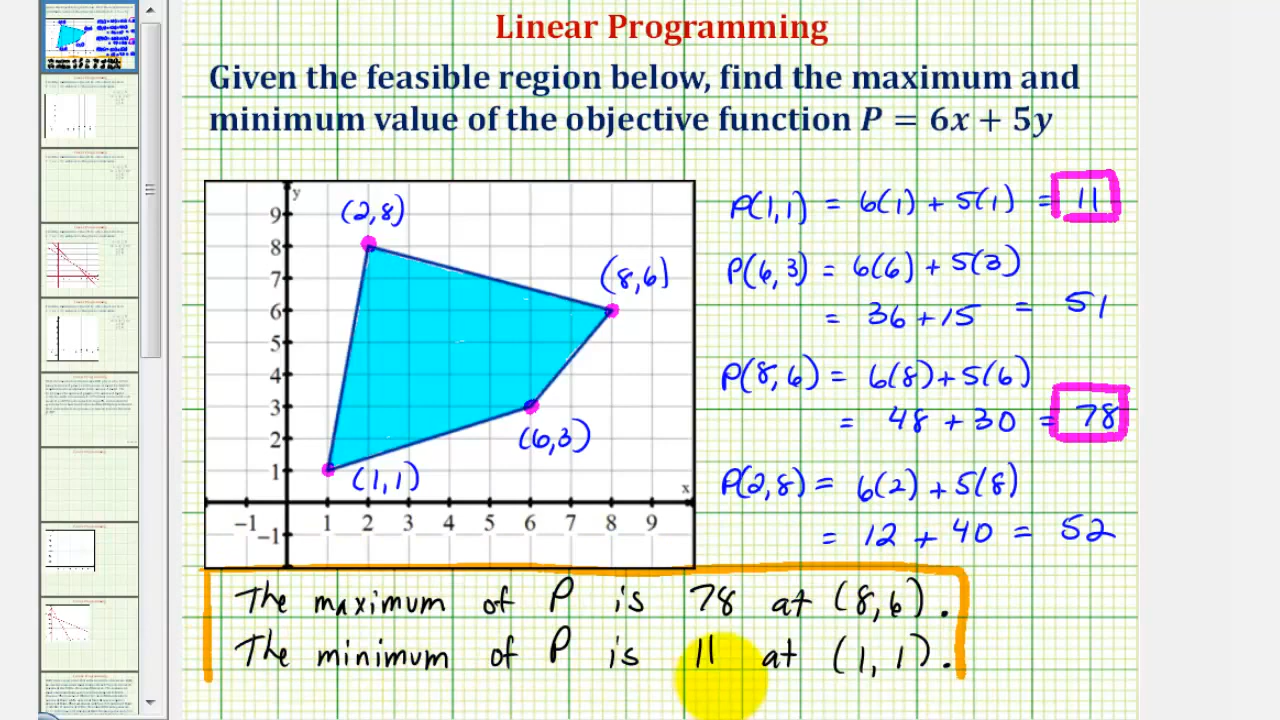 Linear Programming
Given the feasible region below, find the maximum and
minimum value of the objective function P = 6x + 5y
y
9
8
7
6
5
4
3
2
1
-1
-1 1 2 3 4 5 6 7 8 9
x
(2,8)
(8,6)
(6,3)
(1,1)
P(1,1) = 6(1) + 5(1) = 11
P(6,3) = 6(6) + 5(3)
= 36 + 15 = 51
P(8,6) = 6(8) + 5(6)
= 48 + 30 = 78
P(2,8) = 6(2) + 5(8)
= 12 + 40 = 52
The maximum of P is 78 at (8,6).
The minimum of P is 11 at (1,1).